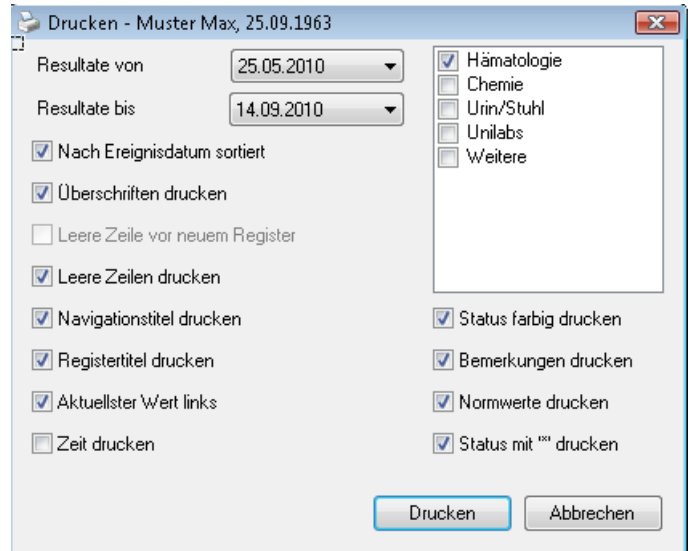 Drucken - Muster Max, 25.09.1963
Resultate von
25.05.2010
Resultate bis
14.09.2010
Nach Ereignisdatum sortiert
Überschriften drucken
Leere Zeile vor neuem Register
Leere Zeilen drucken
Navigationstitel drucken
Registertitel drucken
Aktuellster Wert links
Zeit drucken
Hämatologie
Chemie
Urin/Stuhl
Unilabs
Weitere
Status farbig drucken
Bemerkungen drucken
Normwerte drucken
Status mit "*" drucken
Drucken
Abbrechen